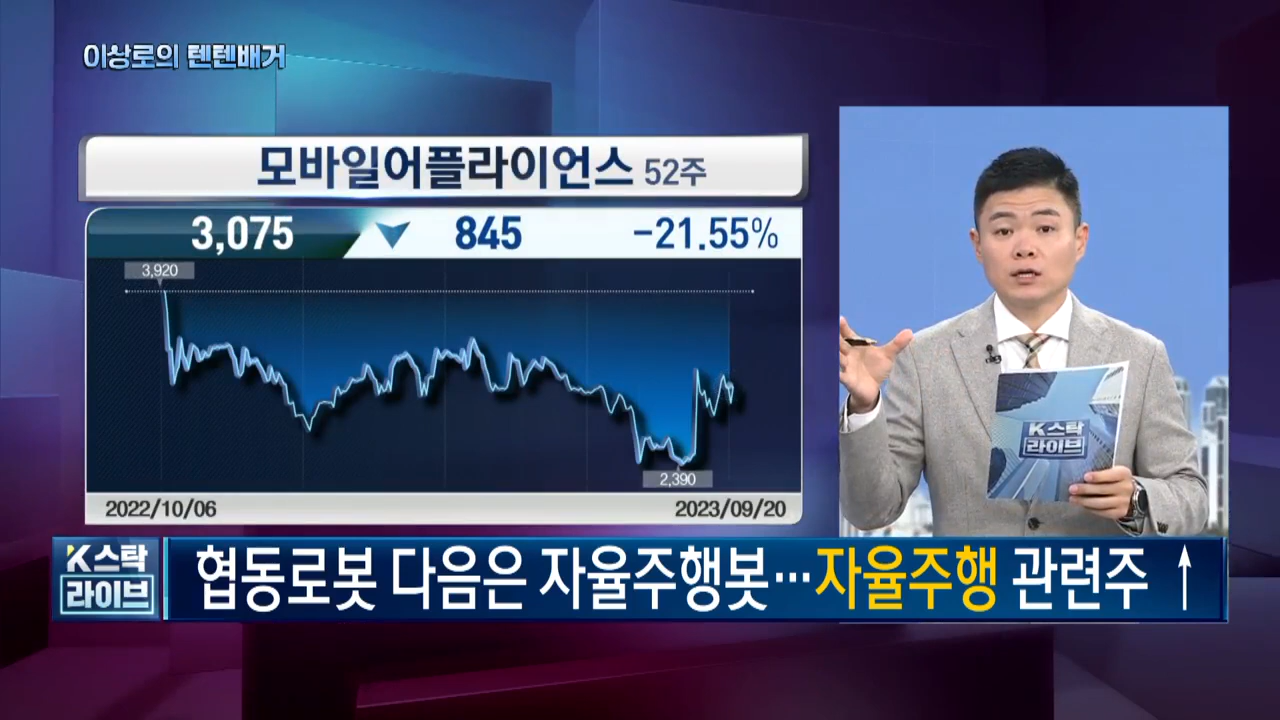 이상로의 텐텐배거
모바일어플라이언스 52주
3,075 ▼ 845 -21.55%
3,920
2,390
2022/10/06 2023/09/20
K스탁
라이브
K스탁
라이브
협동로봇 다음은 자율주행봇…자율주행 관련주 ↑